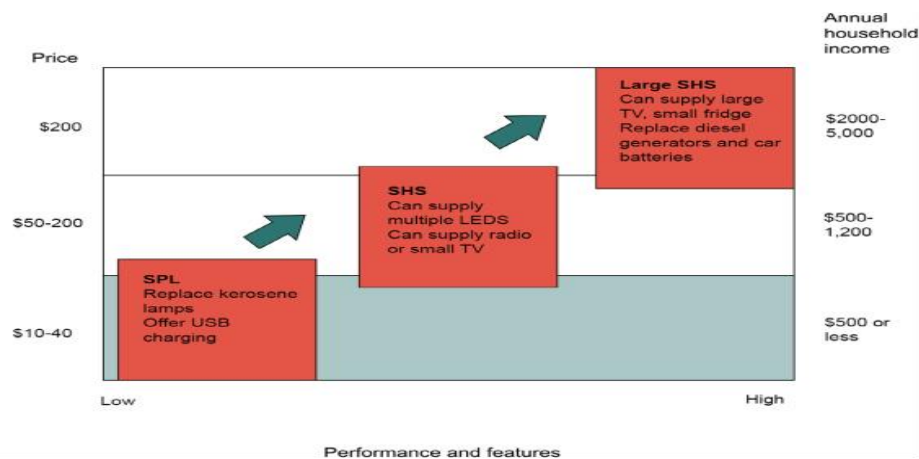 Annual
household
income
Price
Large SHS
Can supply large
TV, small fridge
Replace diesel
generators and car
batteries
$200
$2000-
5,000
SHS
Can supply
multiple LEDS
Can supply radio
or small TV
$50-200
$500-
1,200
SPL
Replace kerosene
lamps
Offer USB
charging
$10-40
$500 or
less
Low
High
Performance and features